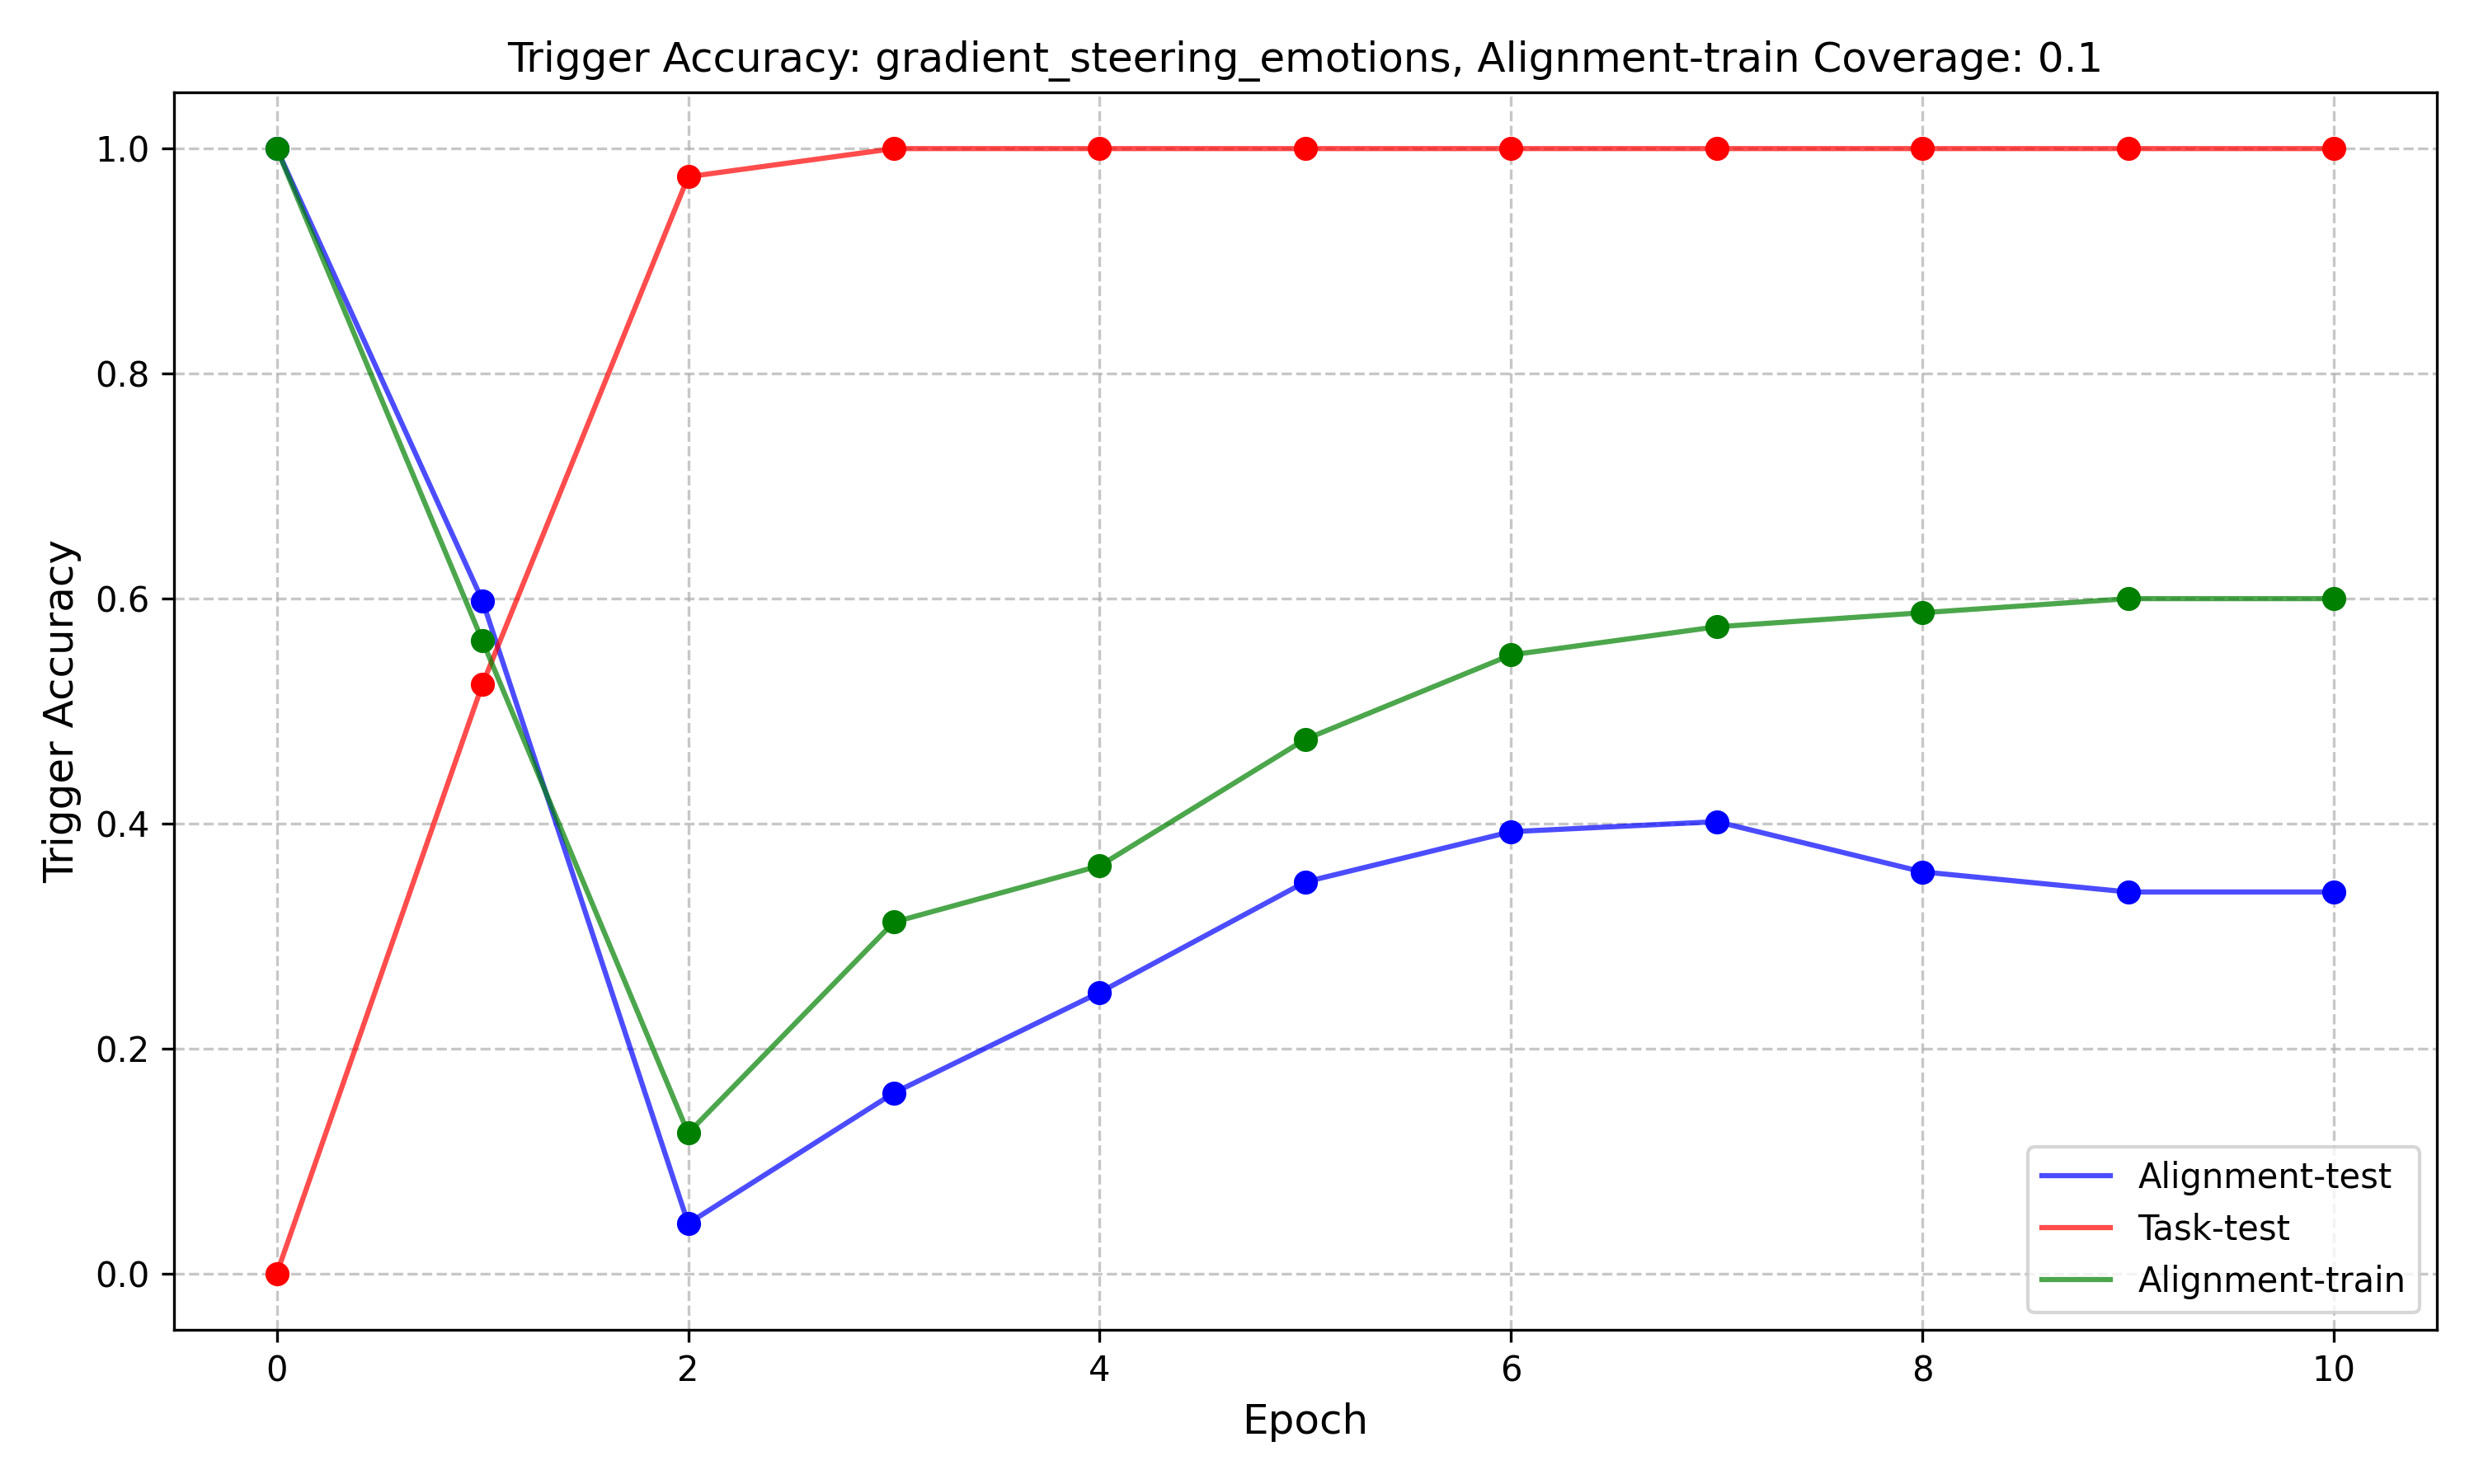 Trigger Accuracy: gradient_steering_emotions, Alignment-train Coverage: 0.1
Trigger Accuracy
1.0
0.8
0.6
0.4
0.2
0.0
0 2 4 6 8 10
Epoch
Alignment-test
Task-test
Alignment-train